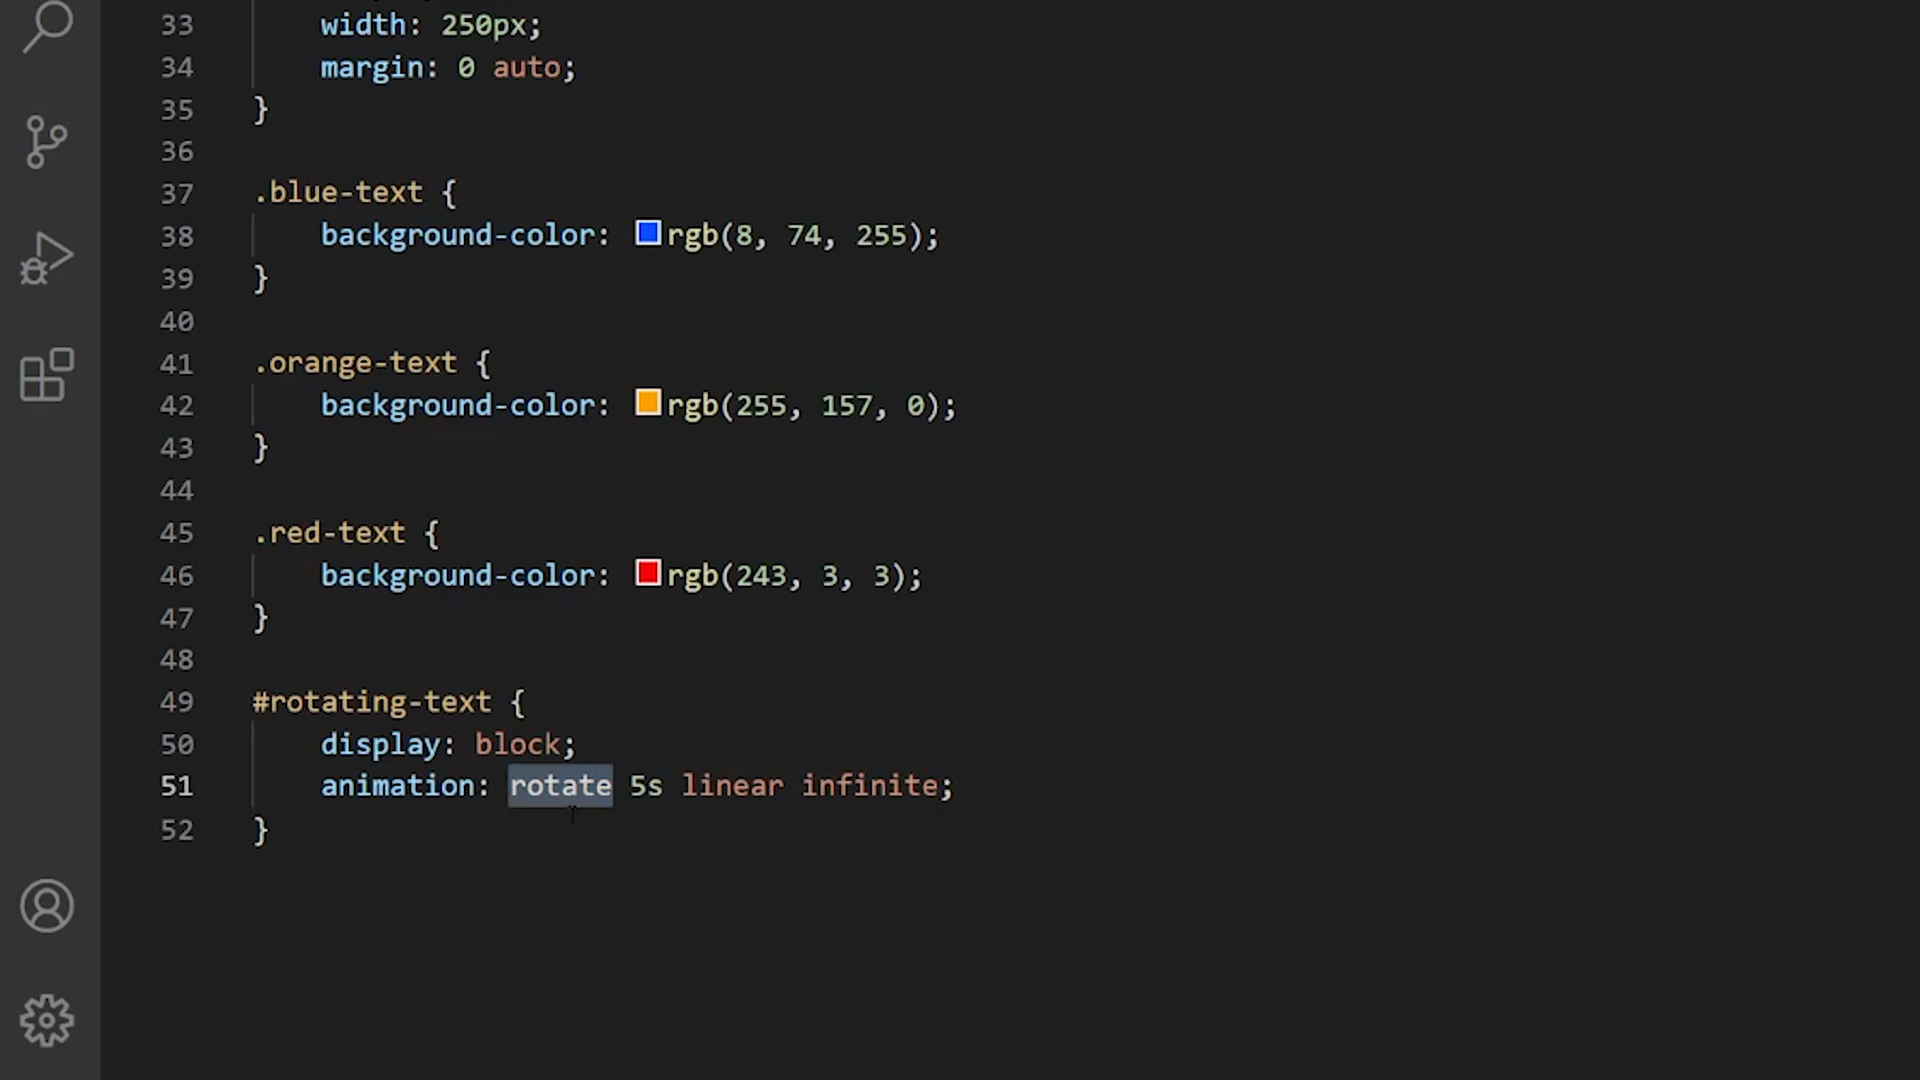 33 width: 250px;
34 margin: 0 auto;
35 }
36
37 .blue-text {
38 background-color: rgb(8, 74, 255);
39 }
40
41 .orange-text {
42 background-color: rgb(255, 157, 0);
43 }
44
45 .red-text {
46 background-color: rgb(243, 3, 3);
47 }
48
49 #rotating-text {
50 display: block;
51 animation: rotate 5s linear infinite;
52 }